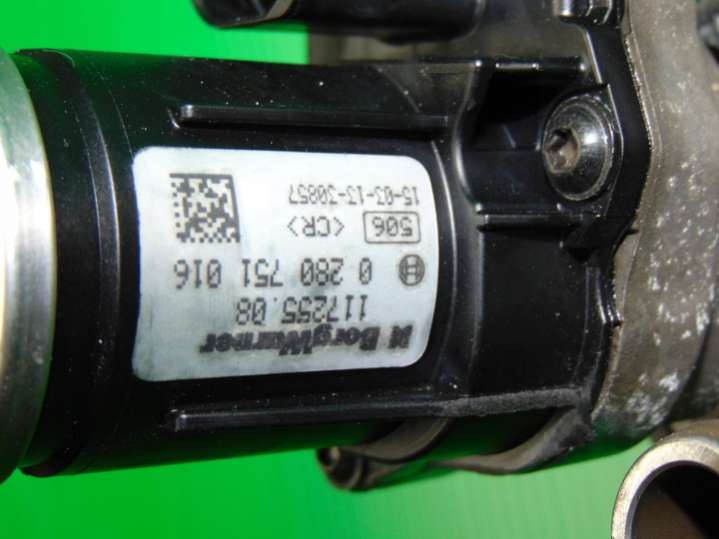 BorgWarner
117255.08
0 280 751 016
506 <CR>
15-03-13-30857